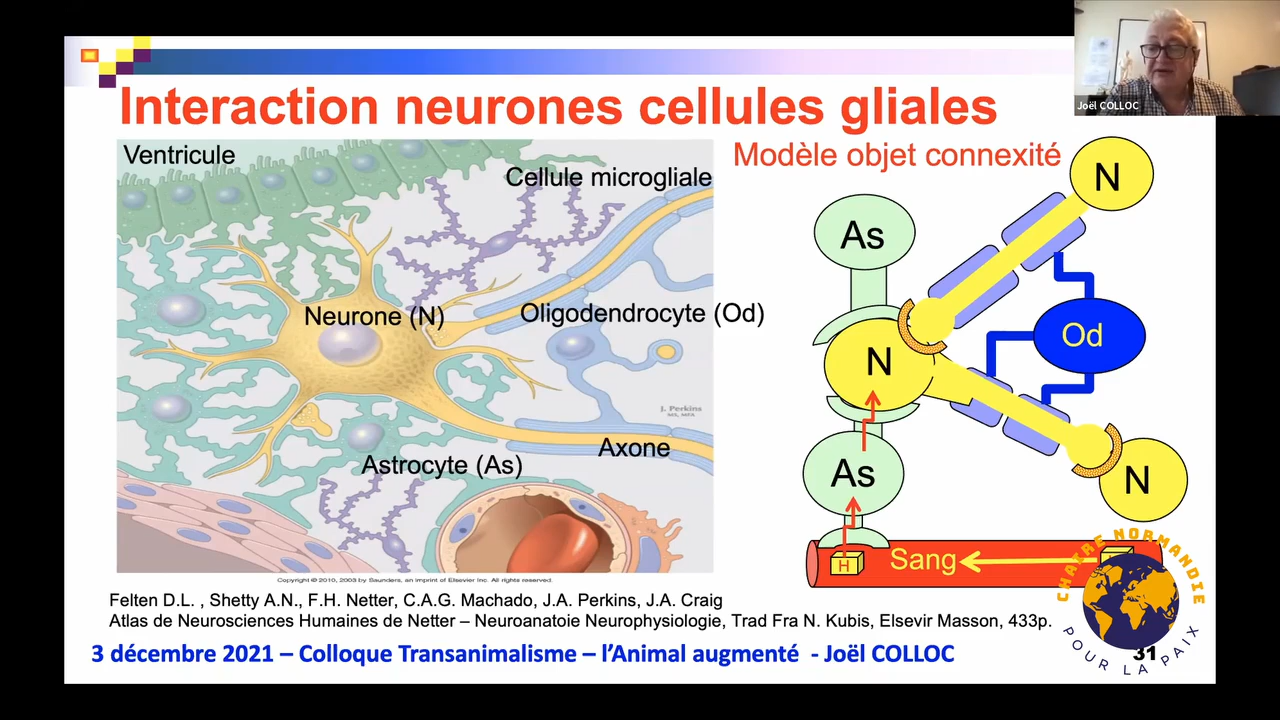 Joël COLLOC
Interaction neurones cellules gliales
Ventricule
Cellule microgliale
Neurone (N)
Oligodendrocyte (Od)
J. Perkins
Axone
Astrocyte (As)
Copyright © 2010, 2003 by Saunders, an imprint of Elsevier Inc. All rights reserved.
Modèle objet connexité
N
As
N
Od
As
N
H
Sang
Felten D.L. , Shetty A.N., F.H. Netter, C.A.G. Machado, J.A. Perkins, J.A. Craig
Atlas de Neurosciences Humaines de Netter – Neuroanatoie Neurophysiologie, Trad Fra N. Kubis, Elsevir Masson, 433p.
3 décembre 2021 – Colloque Transanimalisme – l’Animal augmenté - Joël COLLOC
31
CHAIRE NORMANDIE
POUR LA PAIX